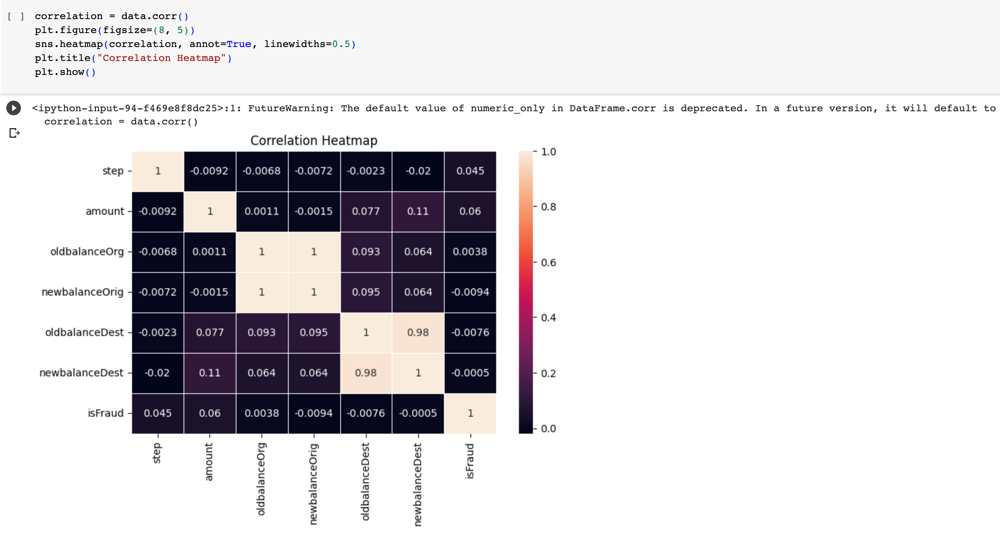 [ ] correlation = data.corr()
plt.figure(figsize=(8, 5))
sns.heatmap(correlation, annot=True, linewidths=0.5)
plt.title("Correlation Heatmap")
plt.show()
<ipython-input-94-f469e8f8dc25>:1: FutureWarning: The default value of numeric_only in DataFrame.corr is deprecated. In a future version, it will default to
correlation = data.corr()
Correlation Heatmap
step 1 -0.0092 -0.0068 -0.0072 -0.0023 -0.02 0.045
amount -0.0092 1 0.0011 -0.0015 0.077 0.11 0.06
oldbalanceOrg -0.0068 0.0011 1 1 0.093 0.064 0.0038
newbalanceOrig -0.0072 -0.0015 1 1 0.095 0.064 -0.0094
oldbalanceDest -0.0023 0.077 0.093 0.095 1 0.98 -0.0076
newbalanceDest -0.02 0.11 0.064 0.064 0.98 1 -0.0005
isFraud 0.045 0.06 0.0038 -0.0094 -0.0076 -0.0005 1
step amount oldbalanceOrg newbalanceOrig oldbalanceDest newbalanceDest isFraud
1.0
0.8
0.6
0.4
0.2
0.0